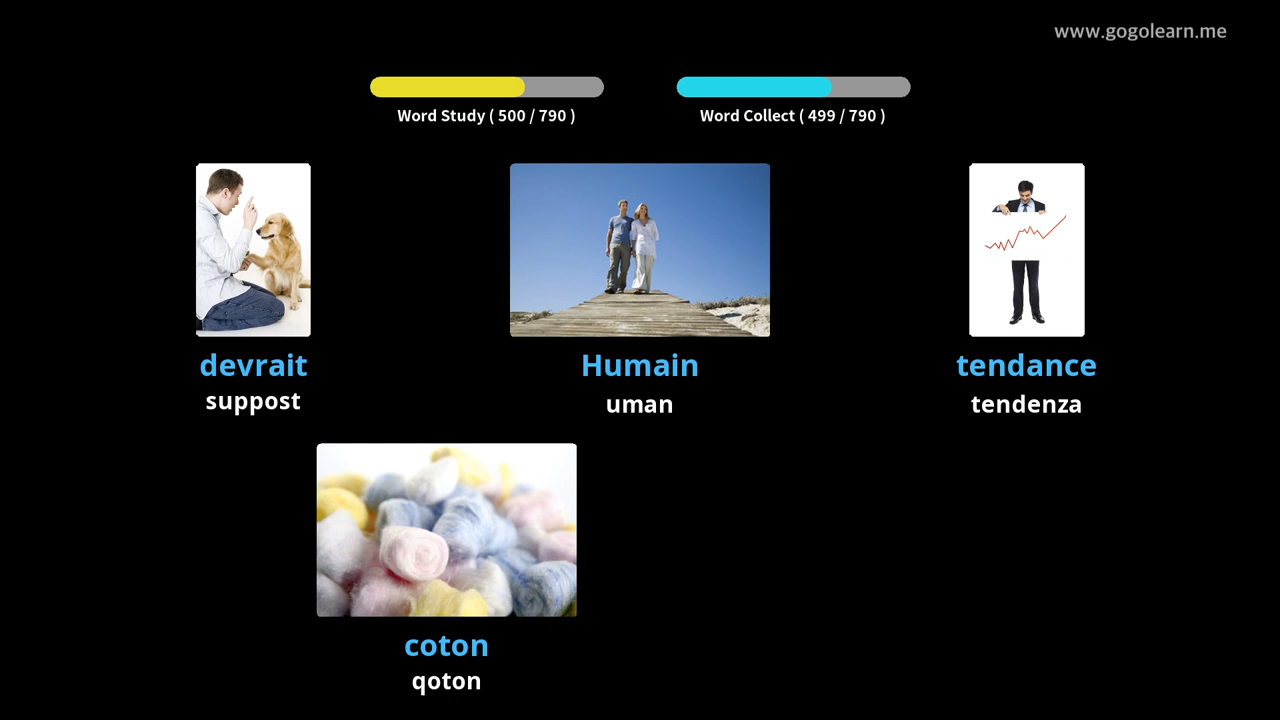 www.gogolearn.me
Word Study ( 500 / 790 )
Word Collect ( 499 / 790 )
devrait
suppost
Humain
uman
tendance
tendenza
coton
qoton